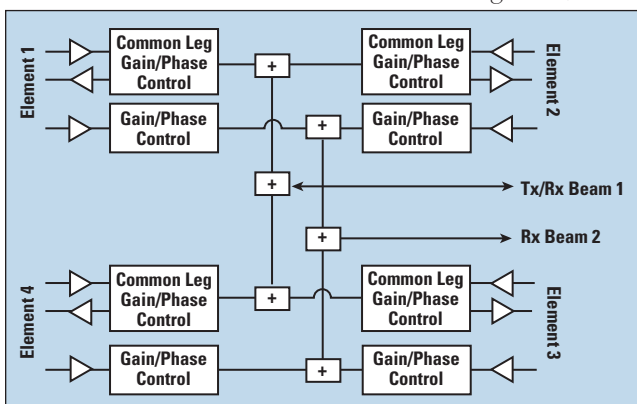 Element 1
Common Leg
Gain/Phase
Control
+
Common Leg
Gain/Phase
Control
Element 2
Gain/Phase
Control
+
Gain/Phase
Control
+
Tx/Rx Beam 1
+
Rx Beam 2
Element 4
Common Leg
Gain/Phase
Control
+
Common Leg
Gain/Phase
Control
Element 3
Gain/Phase
Control
+
Gain/Phase
Control